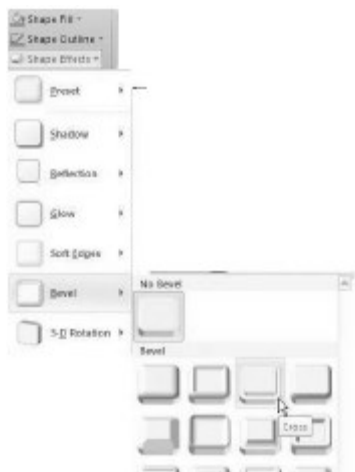 Shape Fill
Shape Outline
Shape Effects
Preset
Shadow
Reflection
Glow
Soft Edges
Bevel
3-D Rotation
No Bevel
Bevel
Cross